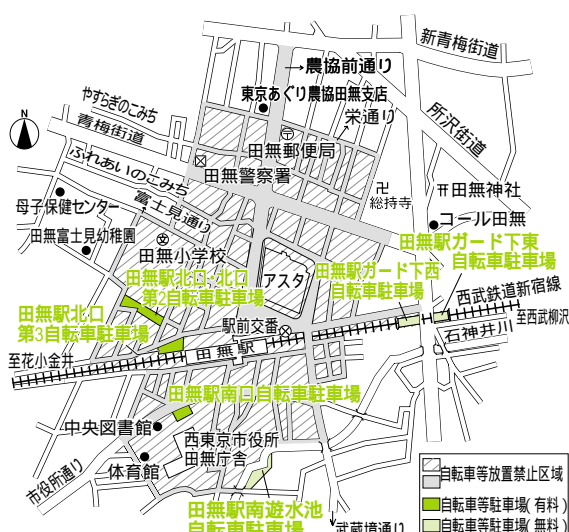 新青梅街道
→農協前通り
東京あぐり農協田無支店
やすらぎのこみち
栄通り
所沢街道
青梅街道
田無郵便局
N
ふれあいのこみち
田無警察署
富士見通り
総持寺
田無神社
母子保健センター
コール田無
田無富士見幼稚園
田無小学校
田無駅ガード下東
自転車駐車場
田無駅北口・北口
第2自転車駐車場
アスタ
田無駅ガード下西
自転車駐車場
田無駅北口
第3自転車駐車場
西武鉄道新宿線
駅前交番
至西武柳沢
石神井川
田無駅
至花小金井
田無駅南口自転車駐車場
中央図書館
西東京市役所
田無庁舎
体育館
市役所通り
自転車等放置禁止区域
自転車等駐車場(有料)
自転車等駐車場(無料)
田無駅南遊水池
自転車駐車場
武蔵境通り